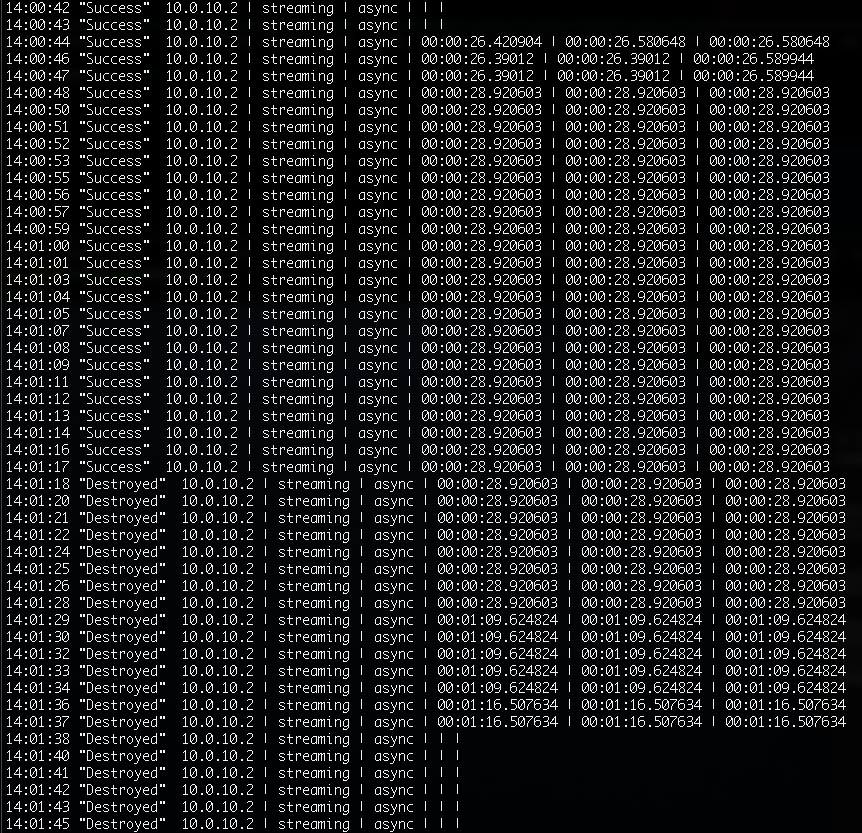 14:00:42 "Success"  10.0.10.2 | streaming | async | | |
14:00:43 "Success"  10.0.10.2 | streaming | async | | |
14:00:44 "Success"  10.0.10.2 | streaming | async | 00:00:26.420904 | 00:00:26.580648 | 00:00:26.580648
14:00:46 "Success"  10.0.10.2 | streaming | async | 00:00:26.39012 | 00:00:26.39012 | 00:00:26.589944
14:00:47 "Success"  10.0.10.2 | streaming | async | 00:00:26.39012 | 00:00:26.39012 | 00:00:26.589944
14:00:48 "Success"  10.0.10.2 | streaming | async | 00:00:28.920603 | 00:00:28.920603 | 00:00:28.920603
14:00:50 "Success"  10.0.10.2 | streaming | async | 00:00:28.920603 | 00:00:28.920603 | 00:00:28.920603
14:00:51 "Success"  10.0.10.2 | streaming | async | 00:00:28.920603 | 00:00:28.920603 | 00:00:28.920603
14:00:52 "Success"  10.0.10.2 | streaming | async | 00:00:28.920603 | 00:00:28.920603 | 00:00:28.920603
14:00:53 "Success"  10.0.10.2 | streaming | async | 00:00:28.920603 | 00:00:28.920603 | 00:00:28.920603
14:00:55 "Success"  10.0.10.2 | streaming | async | 00:00:28.920603 | 00:00:28.920603 | 00:00:28.920603
14:00:56 "Success"  10.0.10.2 | streaming | async | 00:00:28.920603 | 00:00:28.920603 | 00:00:28.920603
14:00:57 "Success"  10.0.10.2 | streaming | async | 00:00:28.920603 | 00:00:28.920603 | 00:00:28.920603
14:00:59 "Success"  10.0.10.2 | streaming | async | 00:00:28.920603 | 00:00:28.920603 | 00:00:28.920603
14:01:00 "Success"  10.0.10.2 | streaming | async | 00:00:28.920603 | 00:00:28.920603 | 00:00:28.920603
14:01:01 "Success"  10.0.10.2 | streaming | async | 00:00:28.920603 | 00:00:28.920603 | 00:00:28.920603
14:01:03 "Success"  10.0.10.2 | streaming | async | 00:00:28.920603 | 00:00:28.920603 | 00:00:28.920603
14:01:04 "Success"  10.0.10.2 | streaming | async | 00:00:28.920603 | 00:00:28.920603 | 00:00:28.920603
14:01:05 "Success"  10.0.10.2 | streaming | async | 00:00:28.920603 | 00:00:28.920603 | 00:00:28.920603
14:01:07 "Success"  10.0.10.2 | streaming | async | 00:00:28.920603 | 00:00:28.920603 | 00:00:28.920603
14:01:08 "Success"  10.0.10.2 | streaming | async | 00:00:28.920603 | 00:00:28.920603 | 00:00:28.920603
14:01:09 "Success"  10.0.10.2 | streaming | async | 00:00:28.920603 | 00:00:28.920603 | 00:00:28.920603
14:01:11 "Success"  10.0.10.2 | streaming | async | 00:00:28.920603 | 00:00:28.920603 | 00:00:28.920603
14:01:12 "Success"  10.0.10.2 | streaming | async | 00:00:28.920603 | 00:00:28.920603 | 00:00:28.920603
14:01:13 "Success"  10.0.10.2 | streaming | async | 00:00:28.920603 | 00:00:28.920603 | 00:00:28.920603
14:01:14 "Success"  10.0.10.2 | streaming | async | 00:00:28.920603 | 00:00:28.920603 | 00:00:28.920603
14:01:16 "Success"  10.0.10.2 | streaming | async | 00:00:28.920603 | 00:00:28.920603 | 00:00:28.920603
14:01:17 "Success"  10.0.10.2 | streaming | async | 00:00:28.920603 | 00:00:28.920603 | 00:00:28.920603
14:01:18 "Destroyed"  10.0.10.2 | streaming | async | 00:00:28.920603 | 00:00:28.920603 | 00:00:28.920603
14:01:20 "Destroyed"  10.0.10.2 | streaming | async | 00:00:28.920603 | 00:00:28.920603 | 00:00:28.920603
14:01:21 "Destroyed"  10.0.10.2 | streaming | async | 00:00:28.920603 | 00:00:28.920603 | 00:00:28.920603
14:01:22 "Destroyed"  10.0.10.2 | streaming | async | 00:00:28.920603 | 00:00:28.920603 | 00:00:28.920603
14:01:24 "Destroyed"  10.0.10.2 | streaming | async | 00:00:28.920603 | 00:00:28.920603 | 00:00:28.920603
14:01:25 "Destroyed"  10.0.10.2 | streaming | async | 00:00:28.920603 | 00:00:28.920603 | 00:00:28.920603
14:01:26 "Destroyed"  10.0.10.2 | streaming | async | 00:00:28.920603 | 00:00:28.920603 | 00:00:28.920603
14:01:28 "Destroyed"  10.0.10.2 | streaming | async | 00:00:28.920603 | 00:00:28.920603 | 00:00:28.920603
14:01:29 "Destroyed"  10.0.10.2 | streaming | async | 00:01:09.624824 | 00:01:09.624824 | 00:01:09.624824
14:01:30 "Destroyed"  10.0.10.2 | streaming | async | 00:01:09.624824 | 00:01:09.624824 | 00:01:09.624824
14:01:32 "Destroyed"  10.0.10.2 | streaming | async | 00:01:09.624824 | 00:01:09.624824 | 00:01:09.624824
14:01:33 "Destroyed"  10.0.10.2 | streaming | async | 00:01:09.624824 | 00:01:09.624824 | 00:01:09.624824
14:01:34 "Destroyed"  10.0.10.2 | streaming | async | 00:01:09.624824 | 00:01:09.624824 | 00:01:09.624824
14:01:36 "Destroyed"  10.0.10.2 | streaming | async | 00:01:16.507634 | 00:01:16.507634 | 00:01:16.507634
14:01:37 "Destroyed"  10.0.10.2 | streaming | async | 00:01:16.507634 | 00:01:16.507634 | 00:01:16.507634
14:01:38 "Destroyed"  10.0.10.2 | streaming | async | | |
14:01:40 "Destroyed"  10.0.10.2 | streaming | async | | |
14:01:41 "Destroyed"  10.0.10.2 | streaming | async | | |
14:01:42 "Destroyed"  10.0.10.2 | streaming | async | | |
14:01:43 "Destroyed"  10.0.10.2 | streaming | async | | |
14:01:45 "Destroyed"  10.0.10.2 | streaming | async | | |